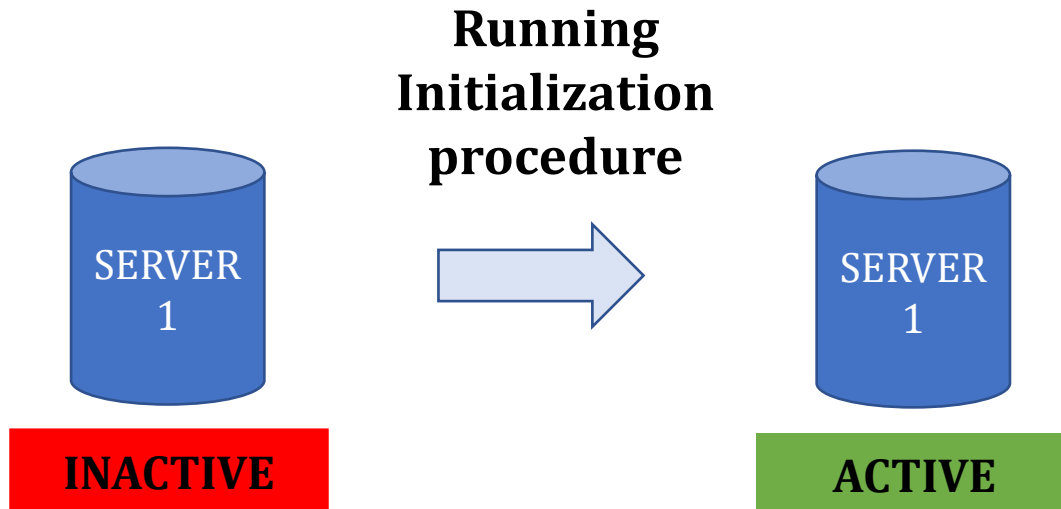 Running
Initialization
procedure
SERVER
1
SERVER
1
INACTIVE
ACTIVE